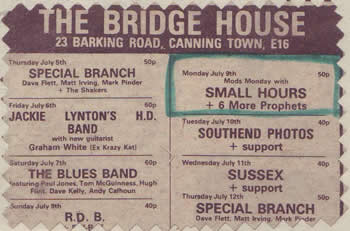 THE BRIDGE HOUSE
23 BARKING ROAD, CANNING TOWN, E16
Thursday July 5th 50p
SPECIAL BRANCH
Dave Flett, Matt Irving, Mark Pinder
+ The Shakers
Friday July 6th 60p
JACKIE LYNTON'S H.D.
BAND
with new guitarist
Graham White (Ex Krazy Kat)
Saturday July 7th 60p
THE BLUES BAND
featuring Paul Jones, Tom McGuinness, Hugh
Flint, Dave Kelly, Andy Calhoun
Sunday July 8th 40p
R.D.B.
Monday July 9th 50p
Mods Monday with
SMALL HOURS
+ 6 More Prophets
Tuesday July 10th 40p
SOUTHEND PHOTOS
+ support
Wednesday July 11th 40p
SUSSEX
+ support
Thursday July 12th 50p
SPECIAL BRANCH
Dave Flett, Matt Irving, Mark Pinder